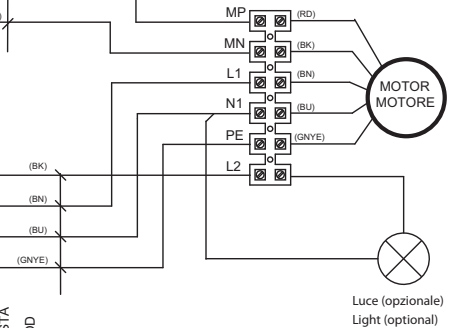 MP (RD)
MN (BK)
L1 (BN)
N1 (BU)
PE (GNYE)
L2
MOTOR
MOTORE
(BK)
(BN)
(BU)
(GNYE)
Luce (opzionale)
Light (optional)